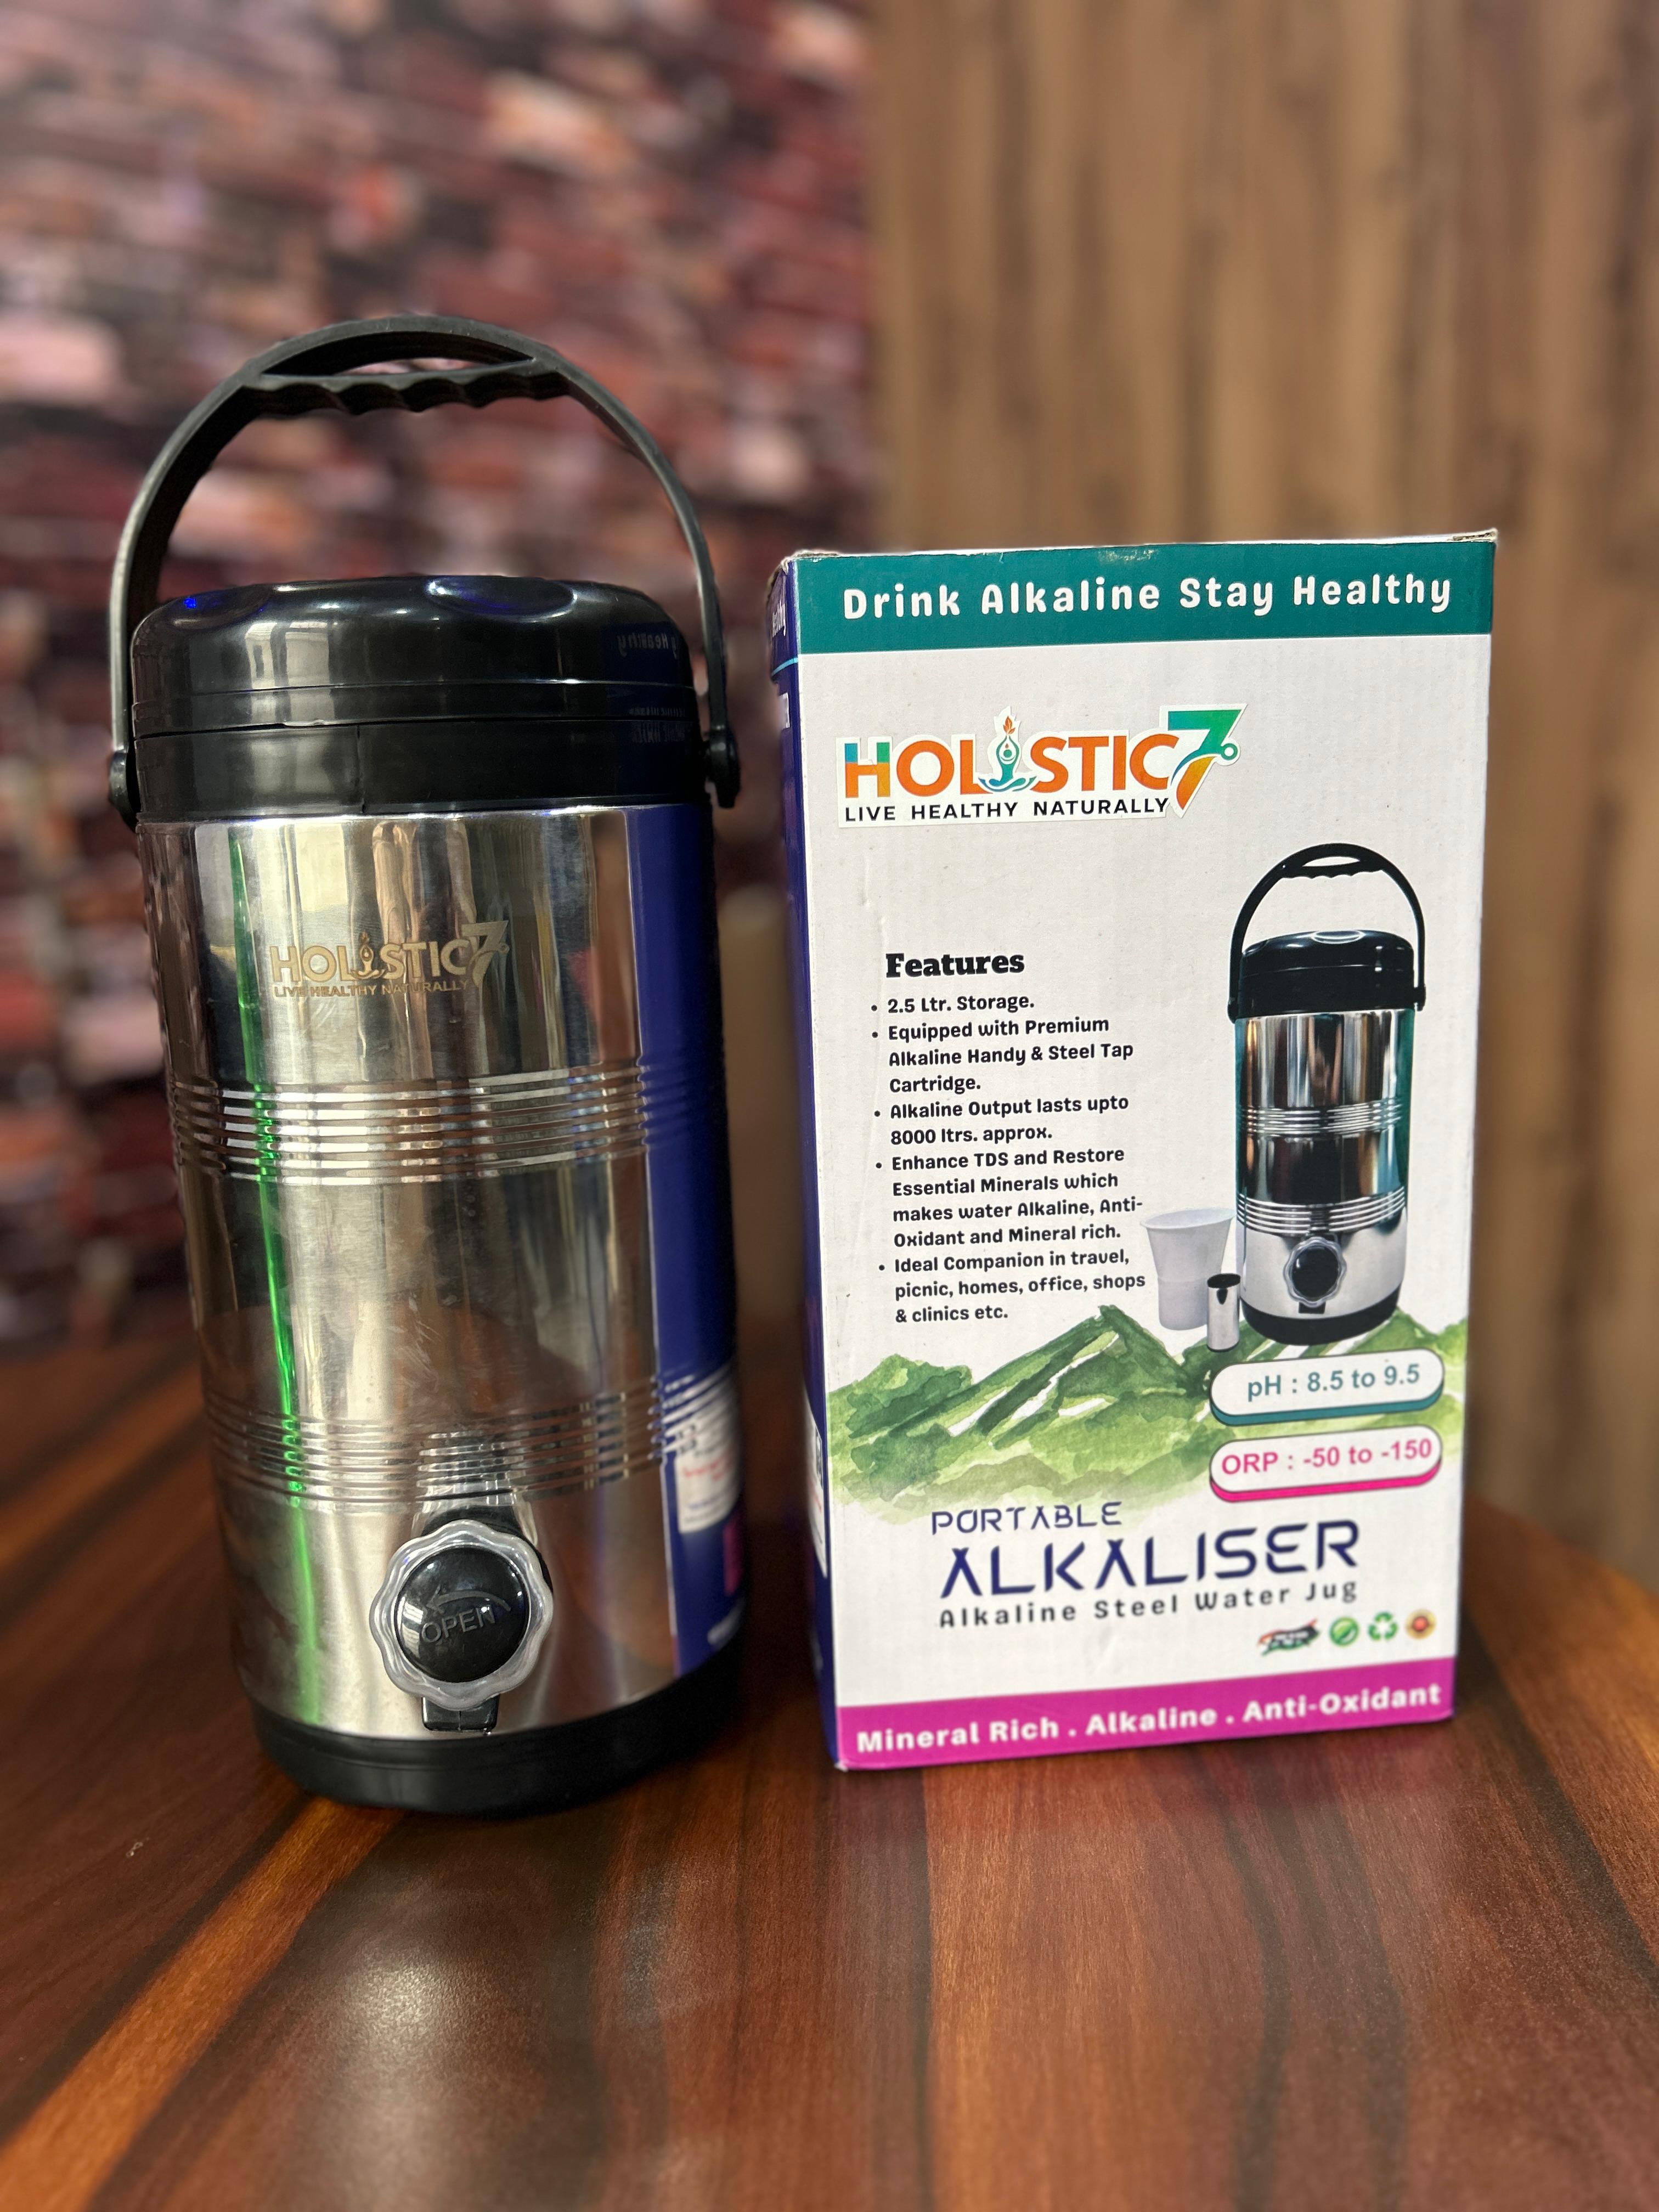 HOLISTIC7
LIVE HEALTHY NATURALLY
OPEN
Drink Alkaline Stay Healthy
HOLISTIC7
LIVE HEALTHY NATURALLY
Features
• 2.5 Ltr. Storage.
• Equipped with Premium
Alkaline Handy & Steel Tap
Cartridge.
• Alkaline Output lasts upto
8000 ltrs. approx.
• Enhance TDS and Restore
Essential Minerals which
makes water Alkaline, Anti-
Oxidant and Mineral rich.
• Ideal Companion in travel,
picnic, homes, office, shops
& clinics etc.
pH : 8.5 to 9.5
ORP : -50 to -150
PORTABLE
ALKALISER
Alkaline Steel Water Jug
Mineral Rich . Alkaline . Anti-Oxidant